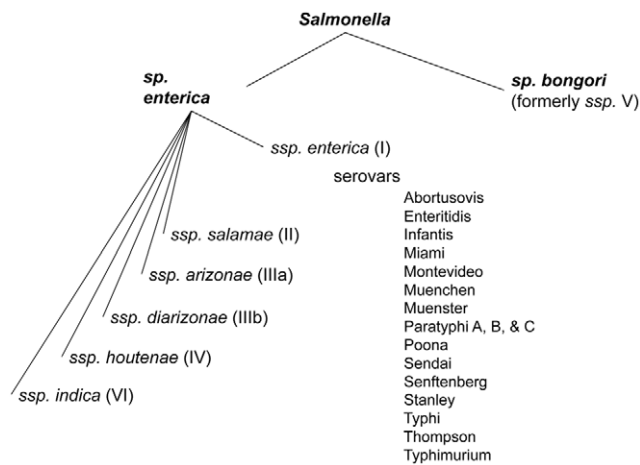 Salmonella
sp.
enterica
sp. bongori
(formerly ssp. V)
ssp. enterica (I)
serovars
Abortusovis
Enteritidis
Infantis
Miami
Montevideo
Muenchen
Muenster
Paratyphi A, B, & C
Poona
Sendai
Senftenberg
Stanley
Typhi
Thompson
Typhimurium
ssp. salamae (II)
ssp. arizonae (IIIa)
ssp. diarizonae (IIIb)
ssp. houtenae (IV)
ssp. indica (VI)